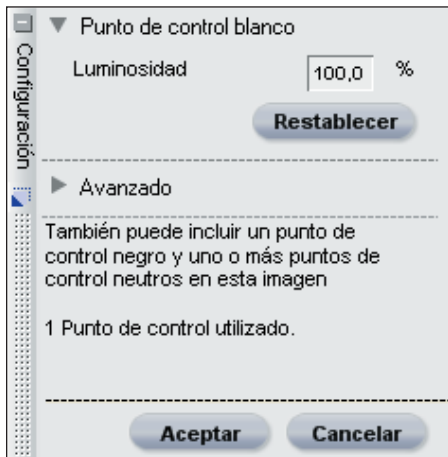 Configuración
Punto de control blanco
Luminosidad 100,0 %
Restablecer
Avanzado
También puede incluir un punto de
control negro y uno o más puntos de
control neutros en esta imagen
1 Punto de control utilizado.
Aceptar Cancelar